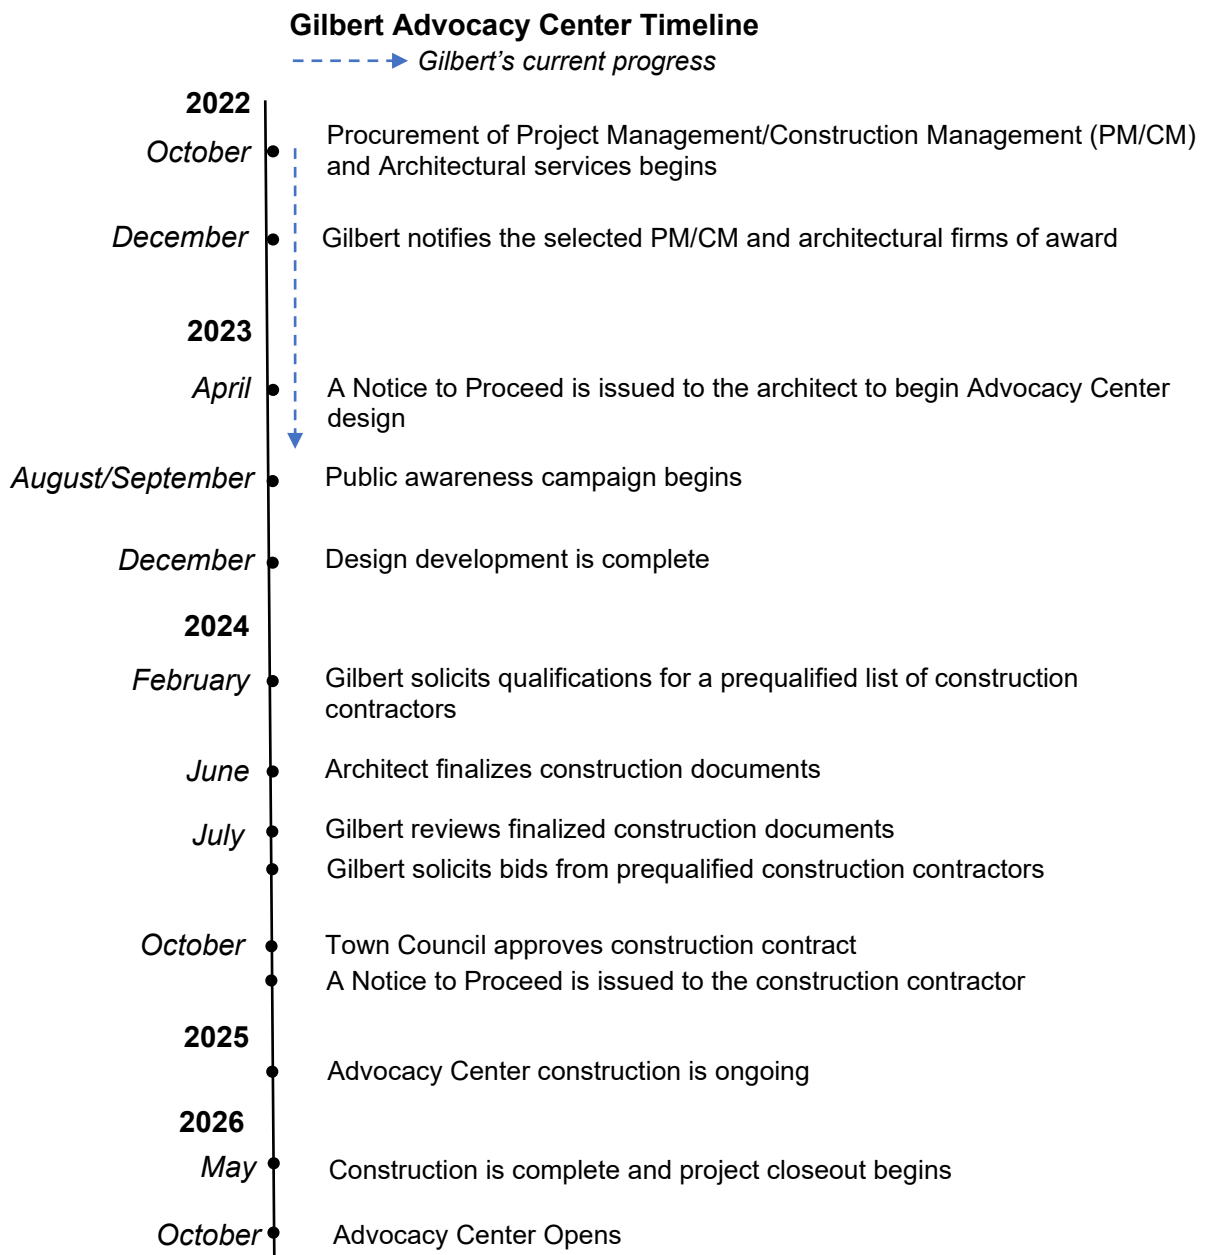 Gilbert Advocacy Center Timeline
Gilbert’s current progress
2022
October
Procurement of Project Management/Construction Management (PM/CM)
and Architectural services begins
December
Gilbert notifies the selected PM/CM and architectural firms of award
2023
April
A Notice to Proceed is issued to the architect to begin Advocacy Center
design
August/September
Public awareness campaign begins
December
Design development is complete
2024
February
Gilbert solicits qualifications for a prequalified list of construction
contractors
June
Architect finalizes construction documents
July
Gilbert reviews finalized construction documents
Gilbert solicits bids from prequalified construction contractors
October
Town Council approves construction contract
A Notice to Proceed is issued to the construction contractor
2025
Advocacy Center construction is ongoing
2026
May
Construction is complete and project closeout begins
October
Advocacy Center Opens